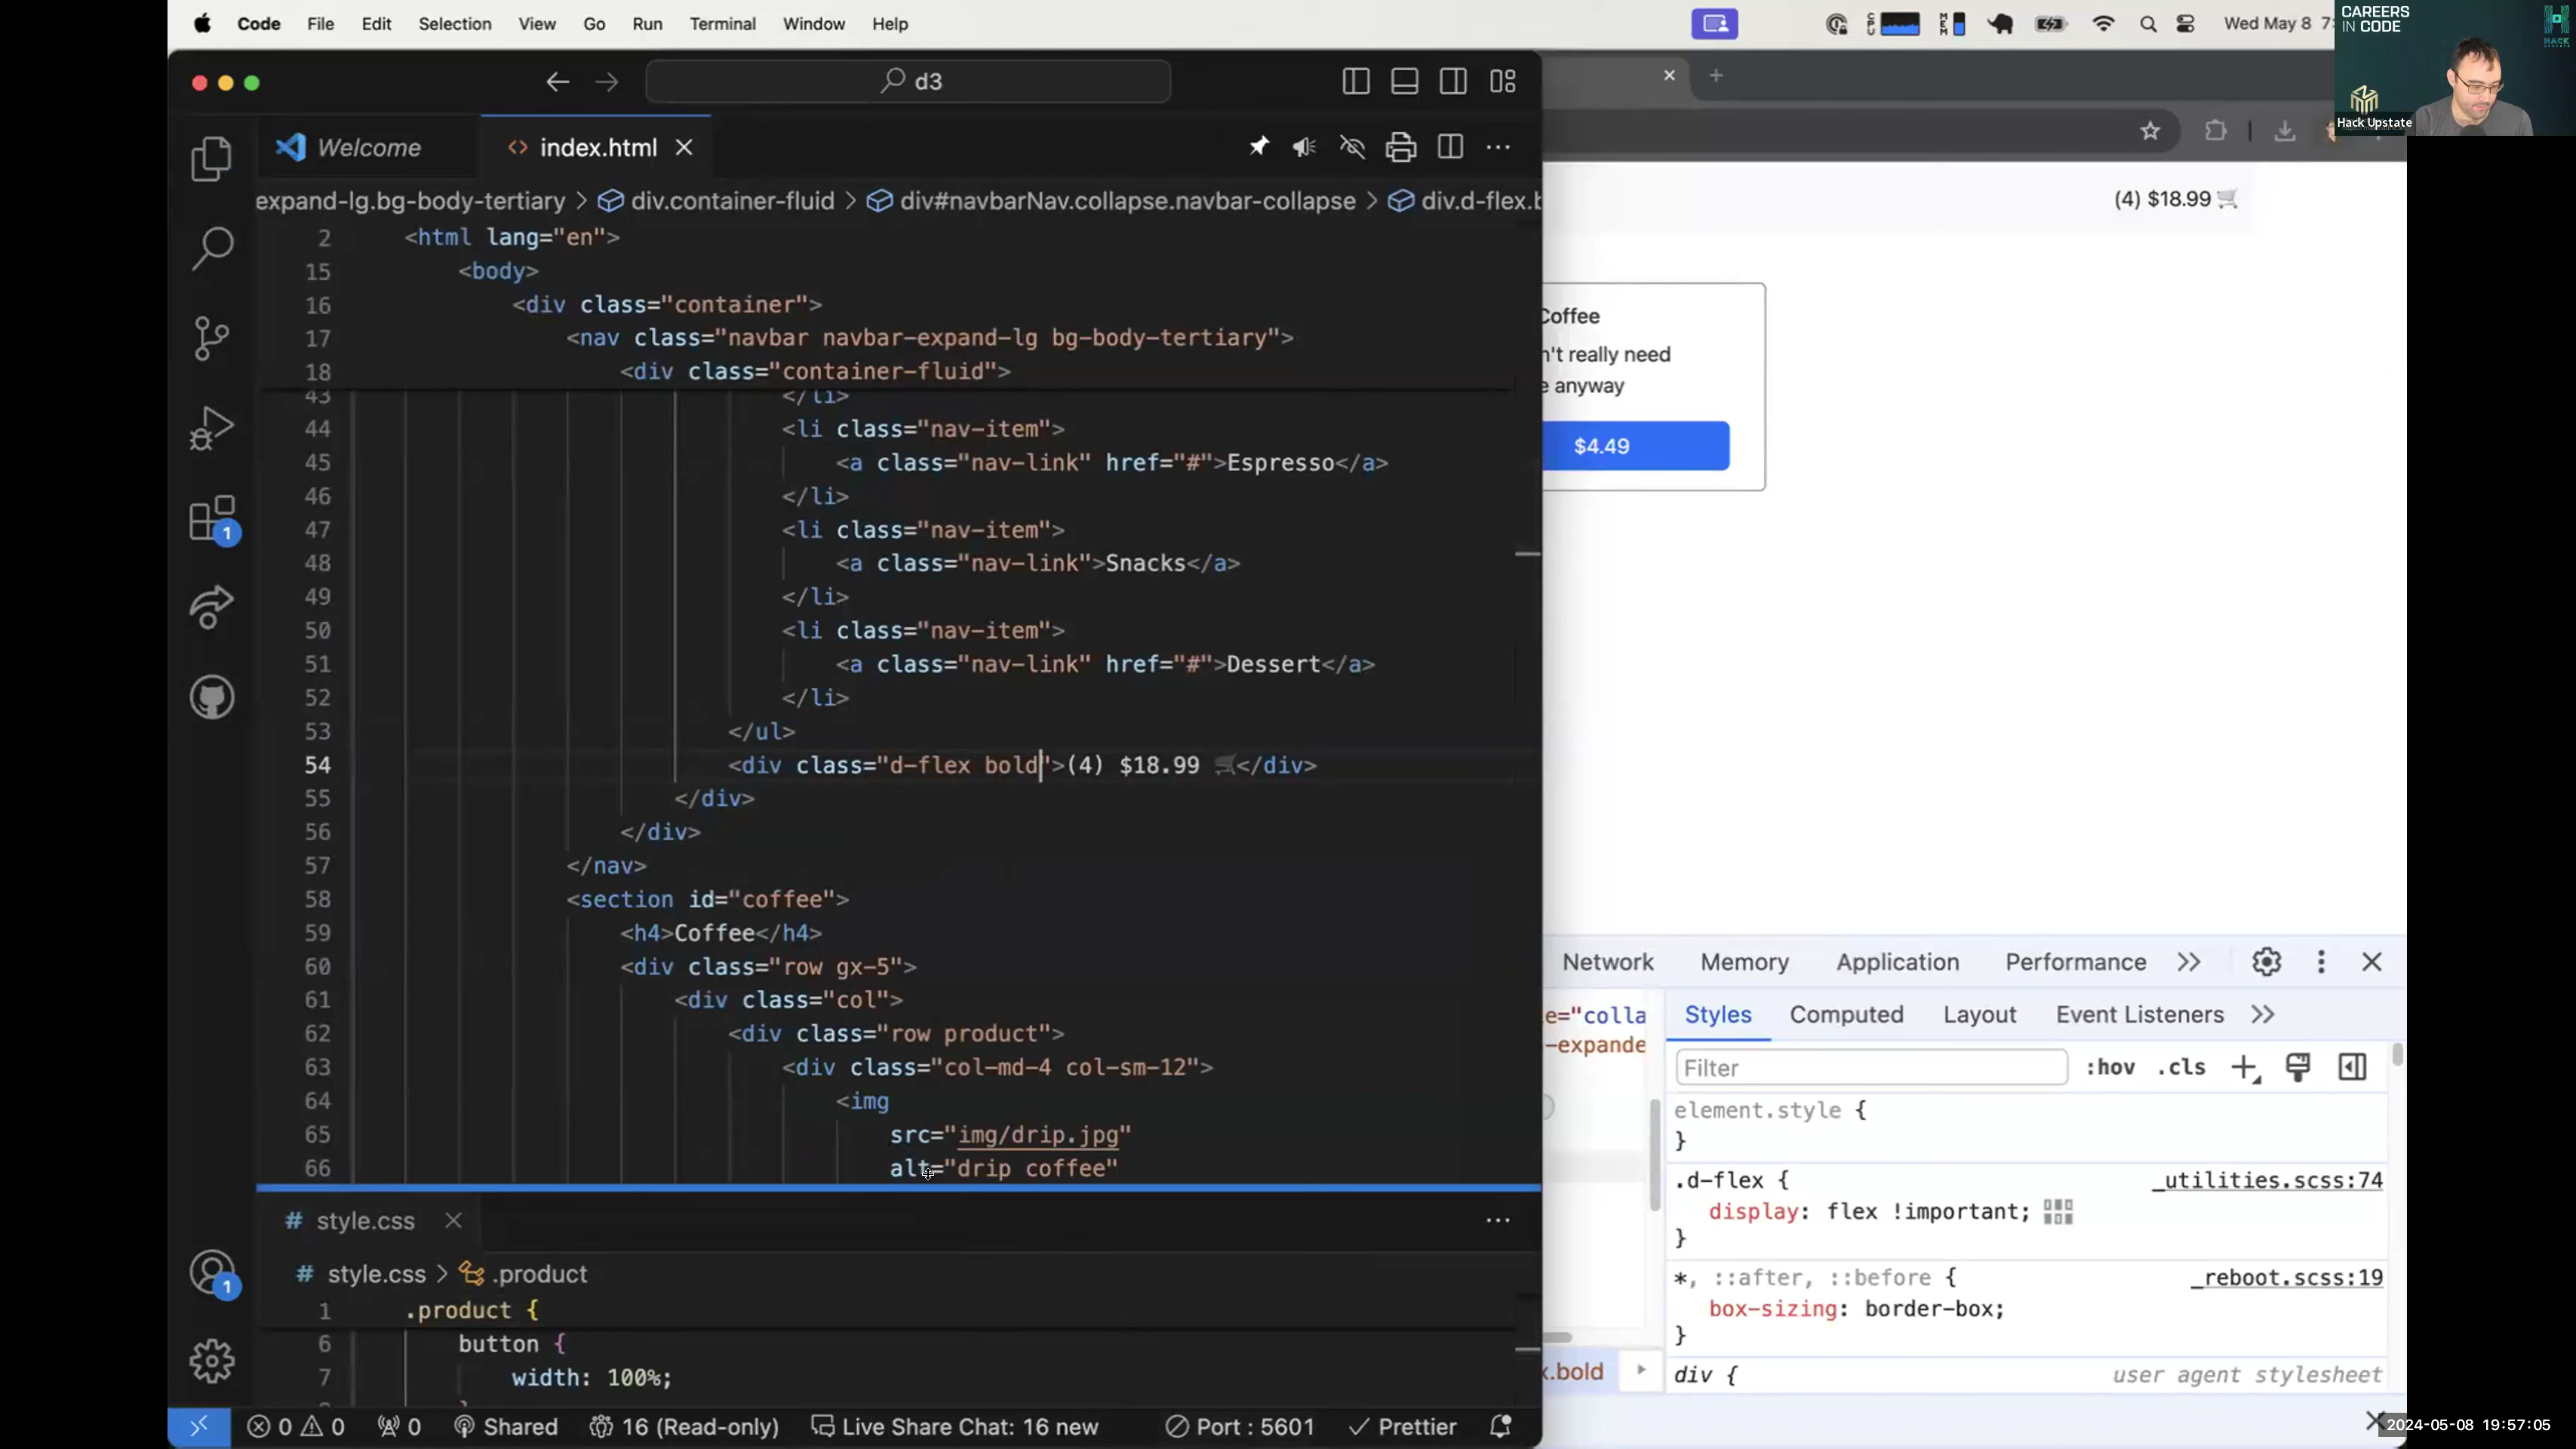 Code File Edit Selection View Go Run Terminal Window Help
CPU
MEM
Wed May 8
CAREERS
IN CODE
HACK
Hack Upstate
d3
Welcome
index.html
expand-lg.bg-body-tertiary > div.container-fluid > div#navbarNav.collapse.navbar-collapse > div.d-flex.b
2 <html lang="en">
15 <body>
16 <div class="container">
17 <nav class="navbar navbar-expand-lg bg-body-tertiary">
18 <div class="container-fluid">
43 </li>
44 <li class="nav-item">
45 <a class="nav-link" href="#">Espresso</a>
46 </li>
47 <li class="nav-item">
48 <a class="nav-link">Snacks</a>
49 </li>
50 <li class="nav-item">
51 <a class="nav-link" href="#">Dessert</a>
52 </li>
53 </ul>
54 <div class="d-flex bold">(4) $18.99 🛒</div>
55 </div>
56 </div>
57 </nav>
58 <section id="coffee">
59 <h4>Coffee</h4>
60 <div class="row gx-5">
61 <div class="col">
62 <div class="row product">
63 <div class="col-md-4 col-sm-12">
64 <img
65 src="img/drip.jpg"
66 alt="drip coffee"
# style.css
# style.css > .product
1 .product {
6 button {
7 width: 100%;
0 0 0 Shared 16 (Read-only) Live Share Chat: 16 new Port : 5601 Prettier
1
1
(4) $18.99 🛒
Coffee
n't really need
e anyway
$4.49
Network Memory Application Performance
Styles Computed Layout Event Listeners
e="colla
-expande
Filter :hov .cls
element.style {
}
.d-flex { _utilities.scss:74
display: flex !important;
}
*, ::after, ::before { _reboot.scss:19
box-sizing: border-box;
}
div { user agent stylesheet
x.bold
2024-05-08 19:57:05